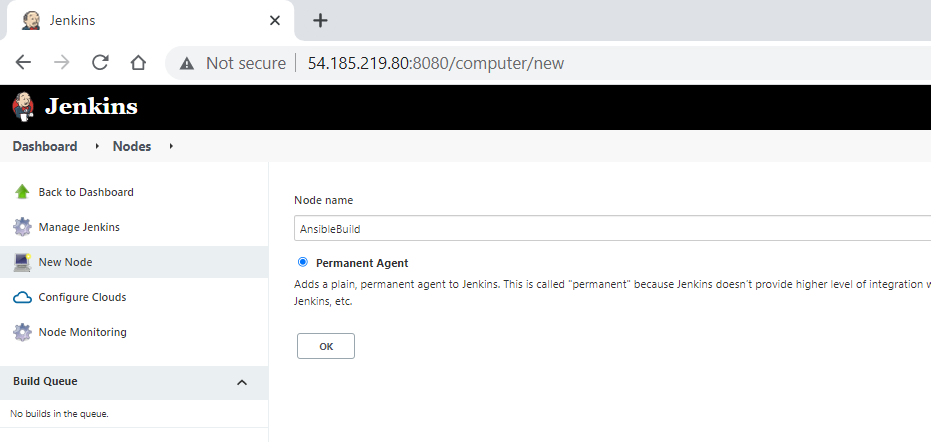 Jenkins
Not secure 54.185.219.80:8080/computer/new
Jenkins
Dashboard Nodes
Back to Dashboard
Manage Jenkins
New Node
Configure Clouds
Node Monitoring
Build Queue
No builds in the queue.
Node name
AnsibleBuild
Permanent Agent
Adds a plain, permanent agent to Jenkins. This is called "permanent" because Jenkins doesn't provide higher level of integration
Jenkins, etc.
OK